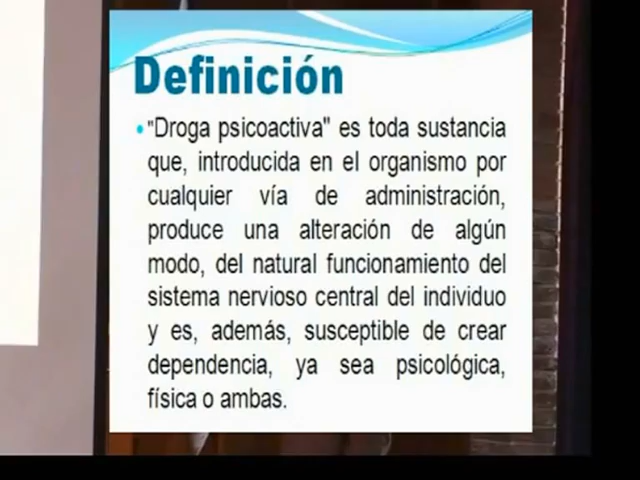 Definición
• "Droga psicoactiva" es toda sustancia
que, introducida en el organismo por
cualquier vía de administración,
produce una alteración de algún
modo, del natural funcionamiento del
sistema nervioso central del individuo
y es, además, susceptible de crear
dependencia, ya sea psicológica,
física o ambas.